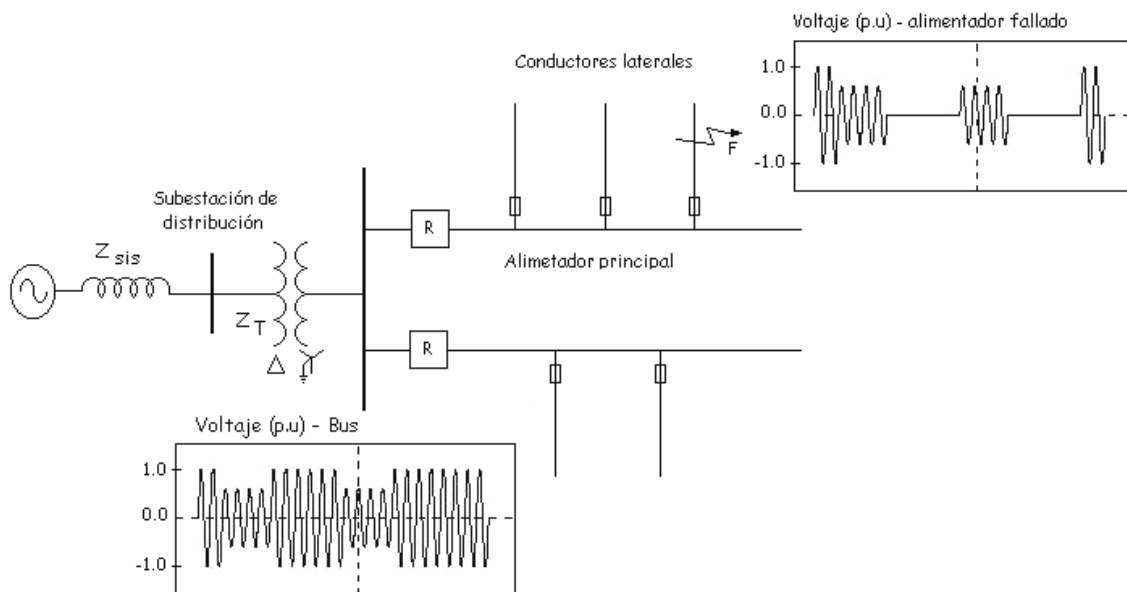 Voltaje (p.u) - alimentador fallado
1.0
0.0
-1.0
Conductores laterales
F
Subestación de
distribución
Z sis
Z T
R
Alimetador principal
R
Voltaje (p.u) - Bus
1.0
0.0
-1.0